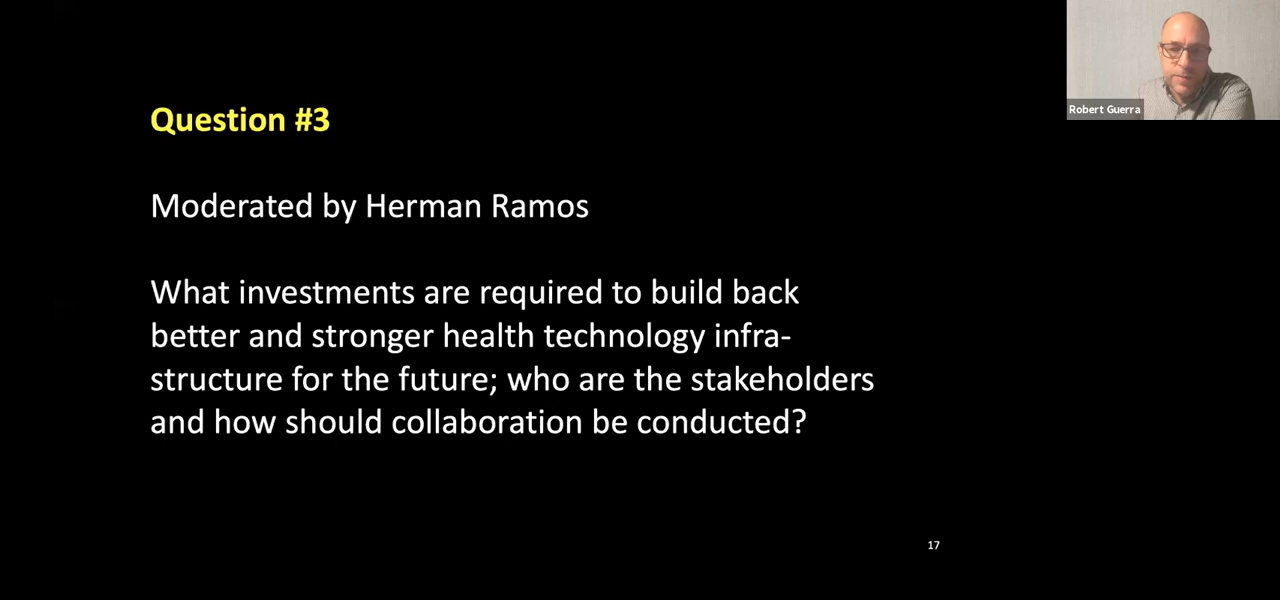 Question #3
Moderated by Herman Ramos
What investments are required to build back
better and stronger health technology infra-
structure for the future; who are the stakeholders
and how should collaboration be conducted?
17
Robert Guerra